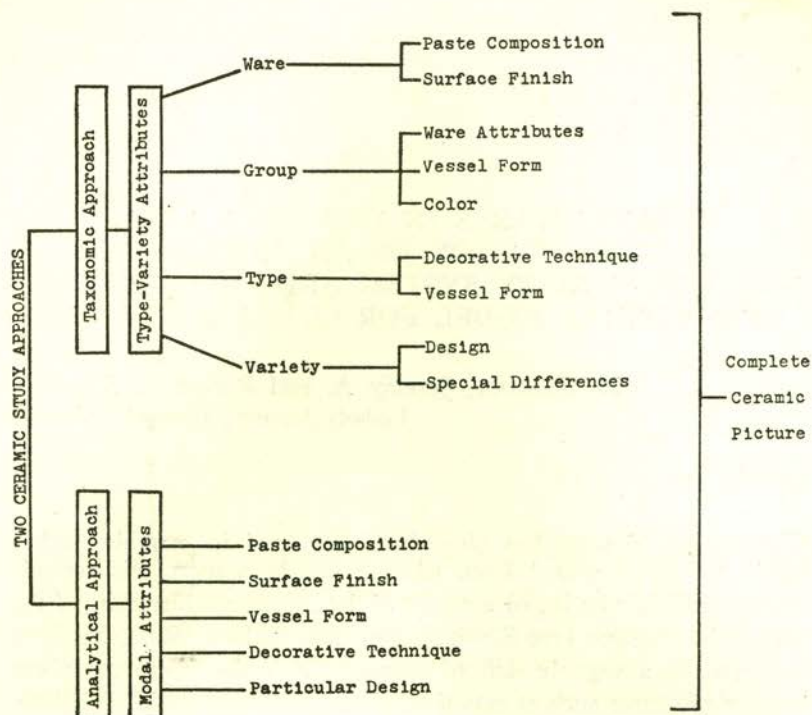 TWO CERAMIC STUDY APPROACHES
Taxonomic Approach
Type-Variety Attributes
Ware
Paste Composition
Surface Finish
Group
Ware Attributes
Vessel Form
Color
Type
Decorative Technique
Vessel Form
Variety
Design
Special Differences
Analytical Approach
Modal Attributes
Paste Composition
Surface Finish
Vessel Form
Decorative Technique
Particular Design
Complete
Ceramic
Picture